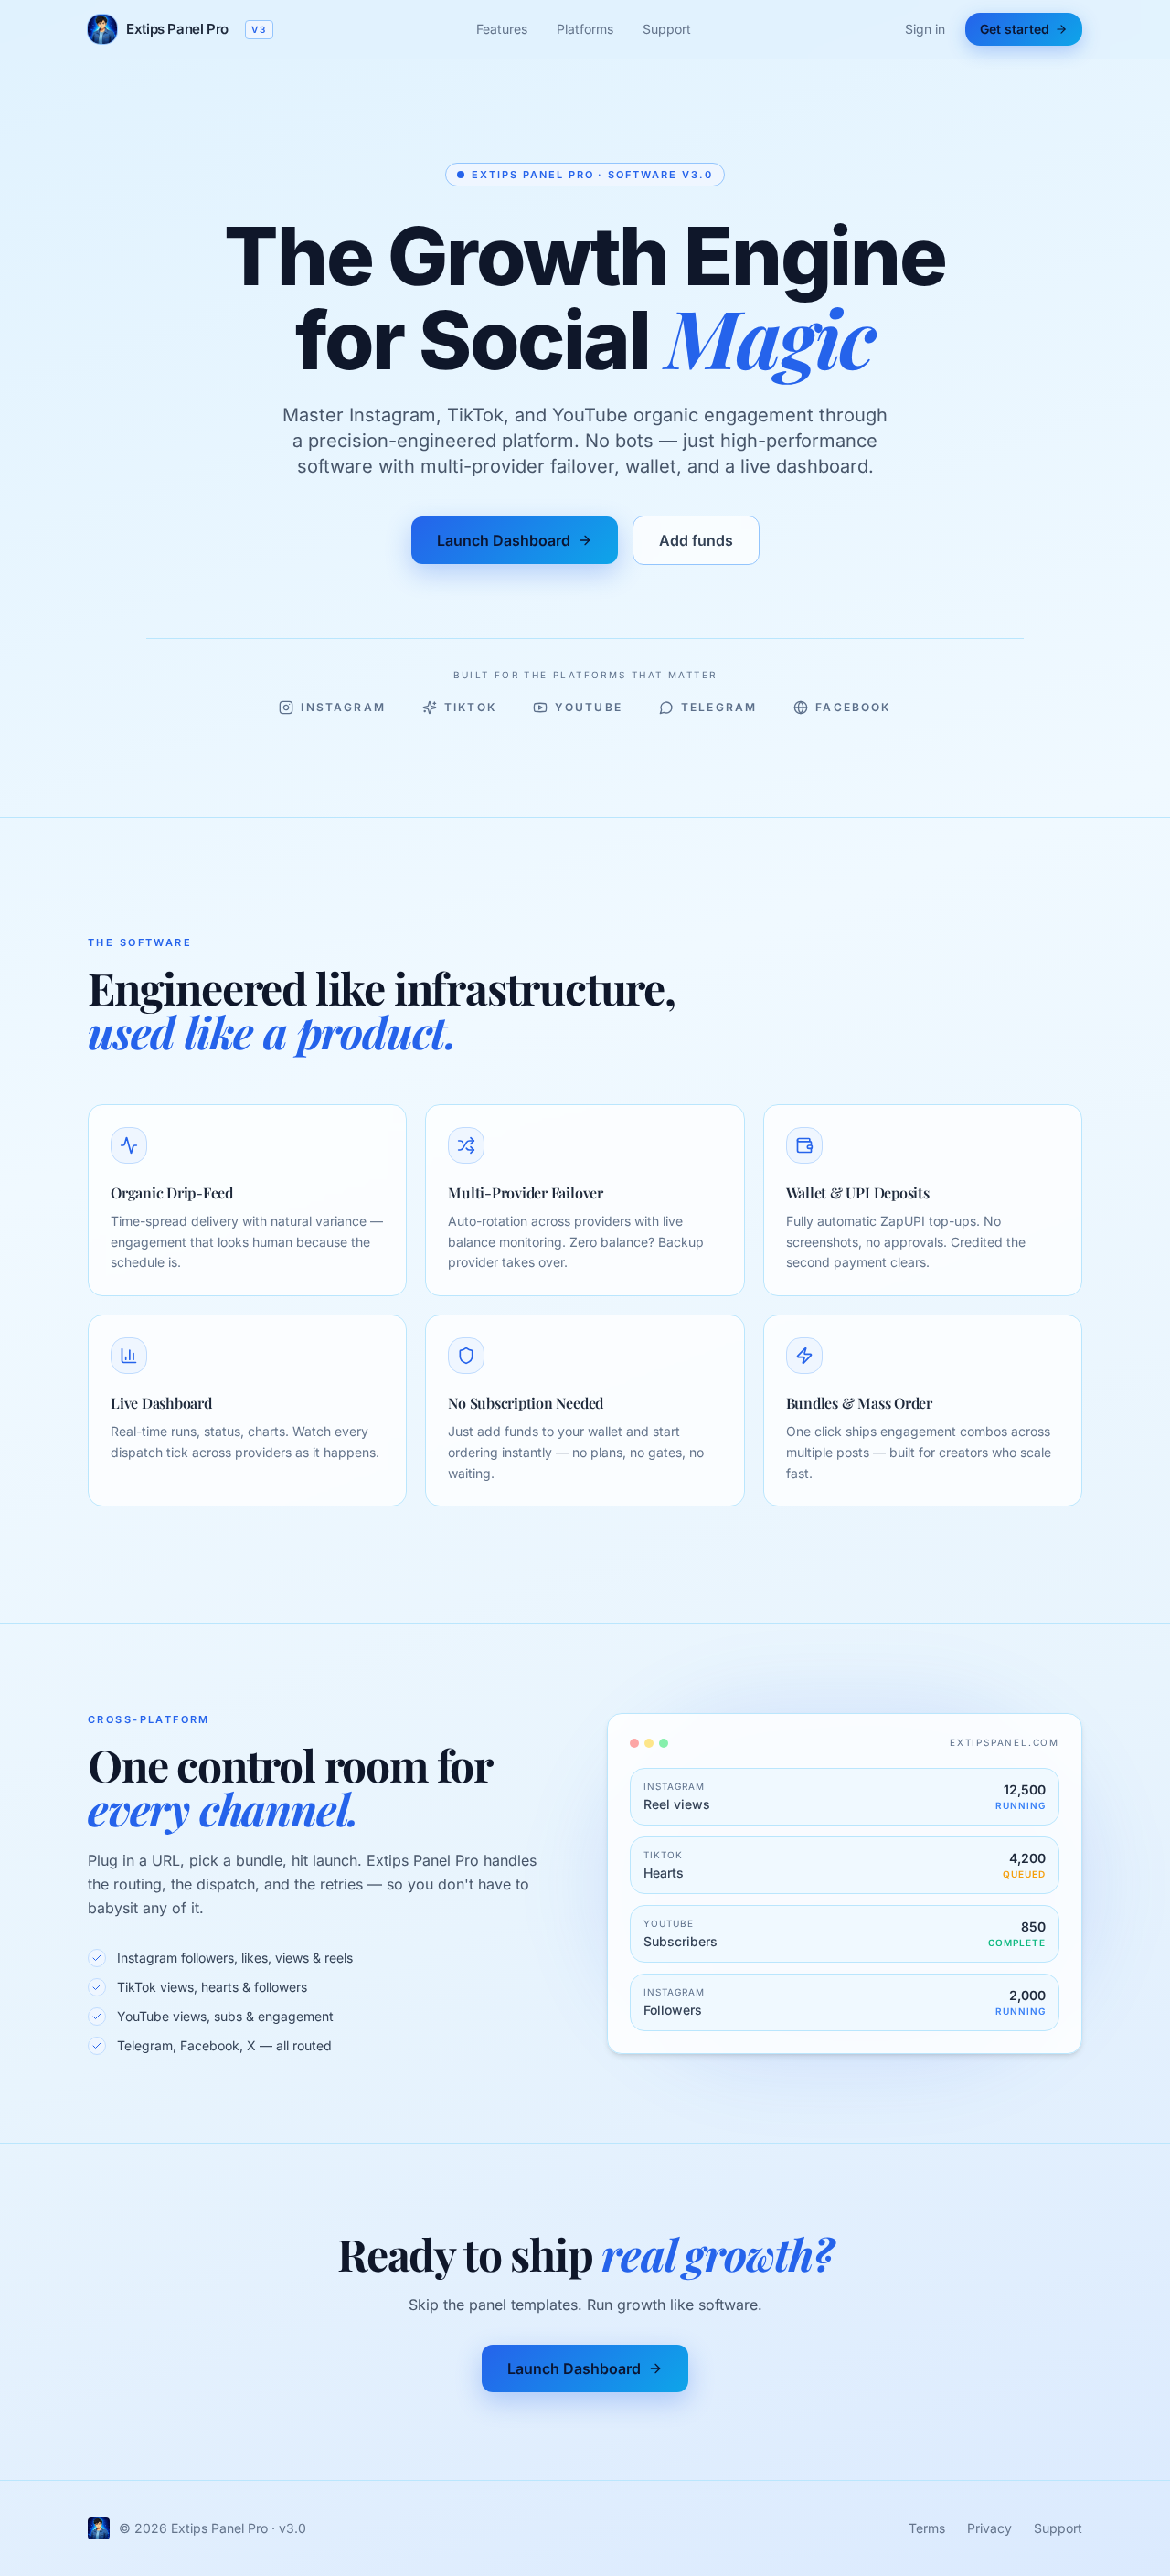 Extips Panel Pro V3 Features Platforms Support Sign in Get started
EXTIPS PANEL PRO · SOFTWARE V3.0
The Growth Engine
for Social Magic
Master Instagram, TikTok, and YouTube organic engagement through
a precision-engineered platform. No bots — just high-performance
software with multi-provider failover, wallet, and a live dashboard.
Launch Dashboard Add funds
BUILT FOR THE PLATFORMS THAT MATTER
INSTAGRAM TIKTOK YOUTUBE TELEGRAM FACEBOOK
THE SOFTWARE
Engineered like infrastructure,
used like a product.
Organic Drip-Feed
Time-spread delivery with natural variance —
engagement that looks human because the
schedule is.
Multi-Provider Failover
Auto-rotation across providers with live
balance monitoring. Zero balance? Backup
provider takes over.
Wallet & UPI Deposits
Fully automatic ZapUPI top-ups. No
screenshots, no approvals. Credited the
second payment clears.
Live Dashboard
Real-time runs, status, charts. Watch every
dispatch tick across providers as it happens.
No Subscription Needed
Just add funds to your wallet and start
ordering instantly — no plans, no gates, no
waiting.
Bundles & Mass Order
One click ships engagement combos across
multiple posts — built for creators who scale
fast.
CROSS-PLATFORM
One control room for
every channel.
Plug in a URL, pick a bundle, hit launch. Extips Panel Pro handles
the routing, the dispatch, and the retries — so you don't have to
babysit any of it.
Instagram followers, likes, views & reels
TikTok views, hearts & followers
YouTube views, subs & engagement
Telegram, Facebook, X — all routed
EXTIPSPANEL.COM
INSTAGRAM
Reel views
12,500
RUNNING
TIKTOK
Hearts
4,200
QUEUED
YOUTUBE
Subscribers
850
COMPLETE
INSTAGRAM
Followers
2,000
RUNNING
Ready to ship real growth?
Skip the panel templates. Run growth like software.
Launch Dashboard
© 2026 Extips Panel Pro · v3.0 Terms Privacy Support